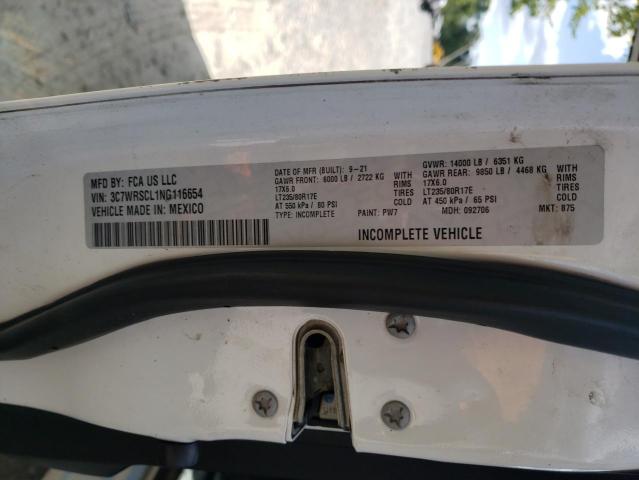 MFD BY: FCA US LLC
VIN: 3C7WRSCL1NG116654
VEHICLE MADE IN: MEXICO
DATE OF MFR (BUILT): 9-21
GAWR FRONT: 6000 LB / 2722 KG
17X6.0 RIMS
LT235/80R17E TIRES
AT 550 kPa / 80 PSI COLD
TYPE: INCOMPLETE PAINT: PW7
GVWR: 14000 LB / 6351 KG
GAWR REAR: 9850 LB / 4468 KG
17X6.0 RIMS
LT235/80R17E TIRES
AT 450 kPa / 65 PSI COLD
MDH: 092706 MKT: B75
INCOMPLETE VEHICLE